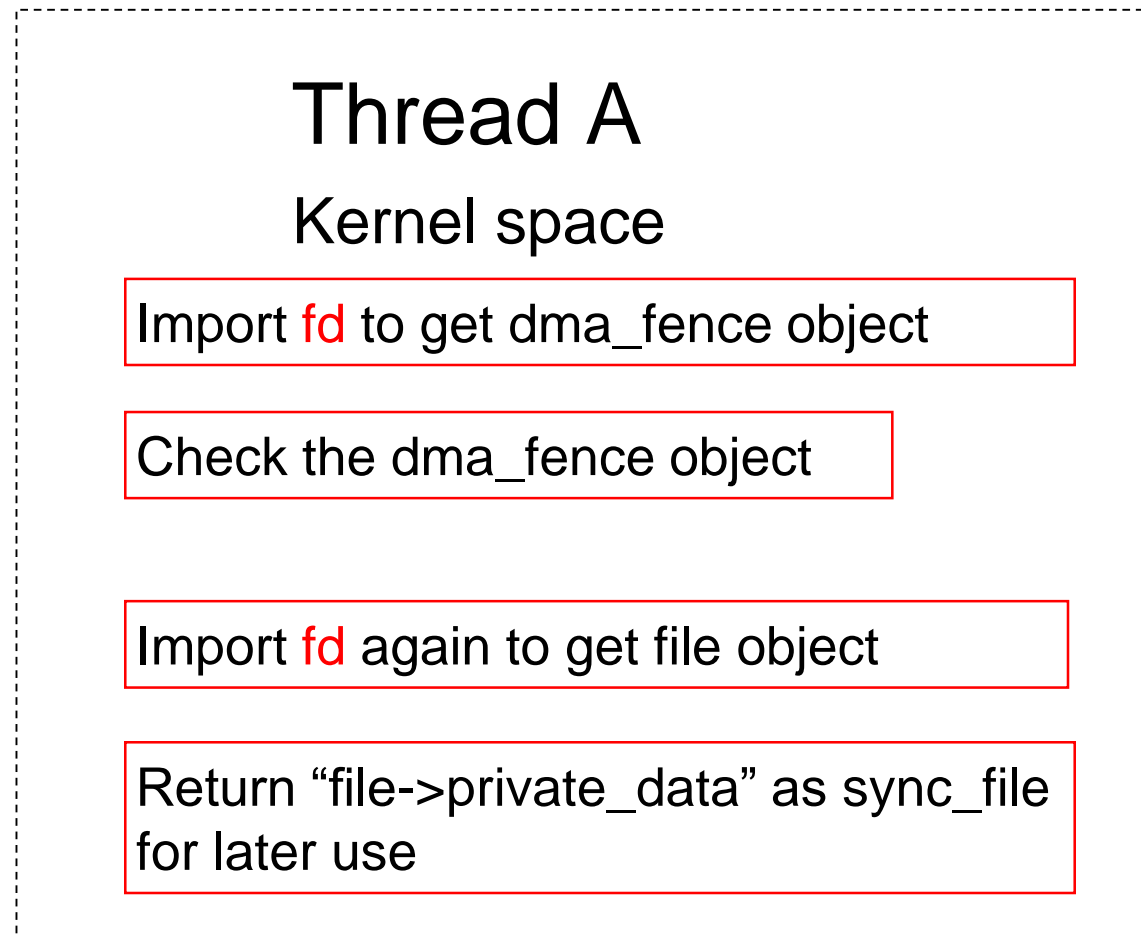 Thread A
Kernel space
Import fd to get dma_fence object
Check the dma_fence object
Import fd again to get file object
Return “file->private_data” as sync_file
for later use